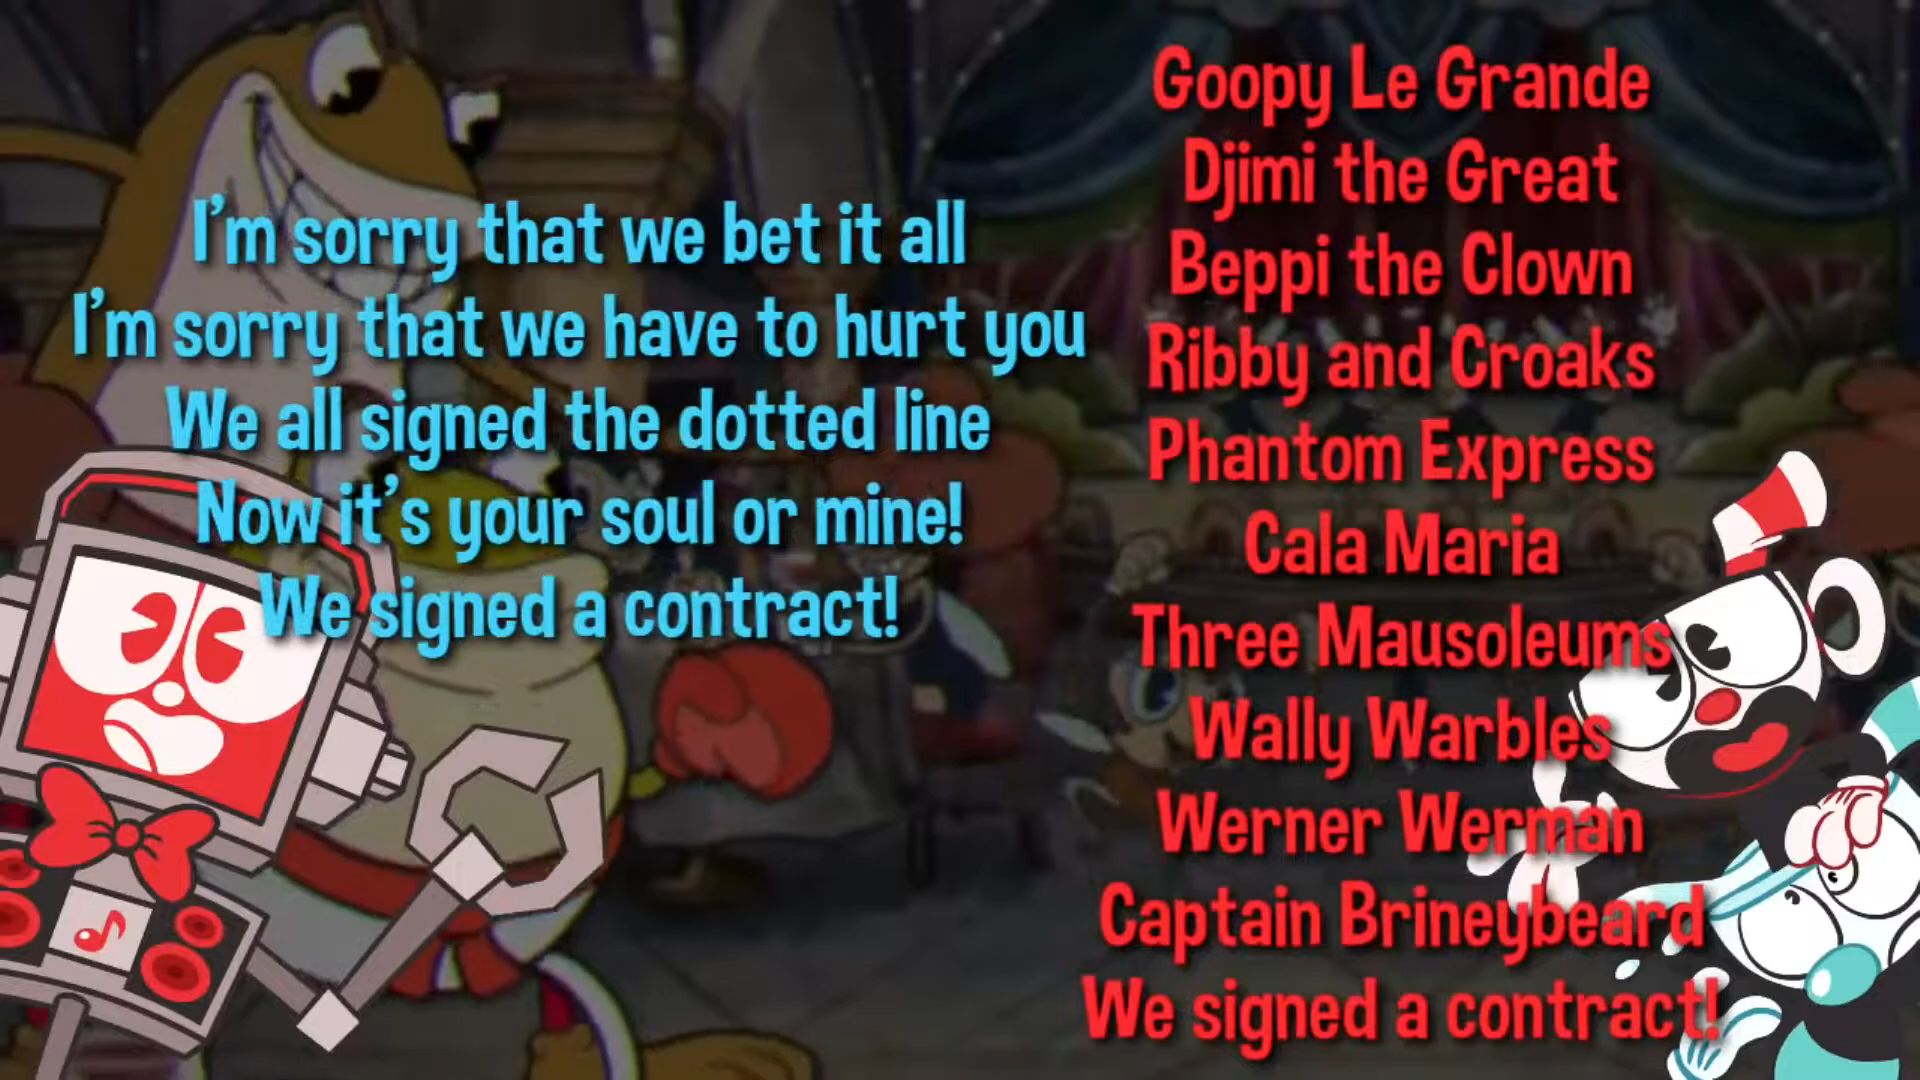 I'm sorry that we bet it all
I'm sorry that we have to hurt you
We all signed the dotted line
Now it's your soul or mine!
We signed a contract!
Goopy Le Grande
Djimi the Great
Beppi the Clown
Ribby and Croaks
Phantom Express
Cala Maria
Three Mausoleums
Wally Warbles
Werner Werman
Captain Brineybeard
We signed a contract!